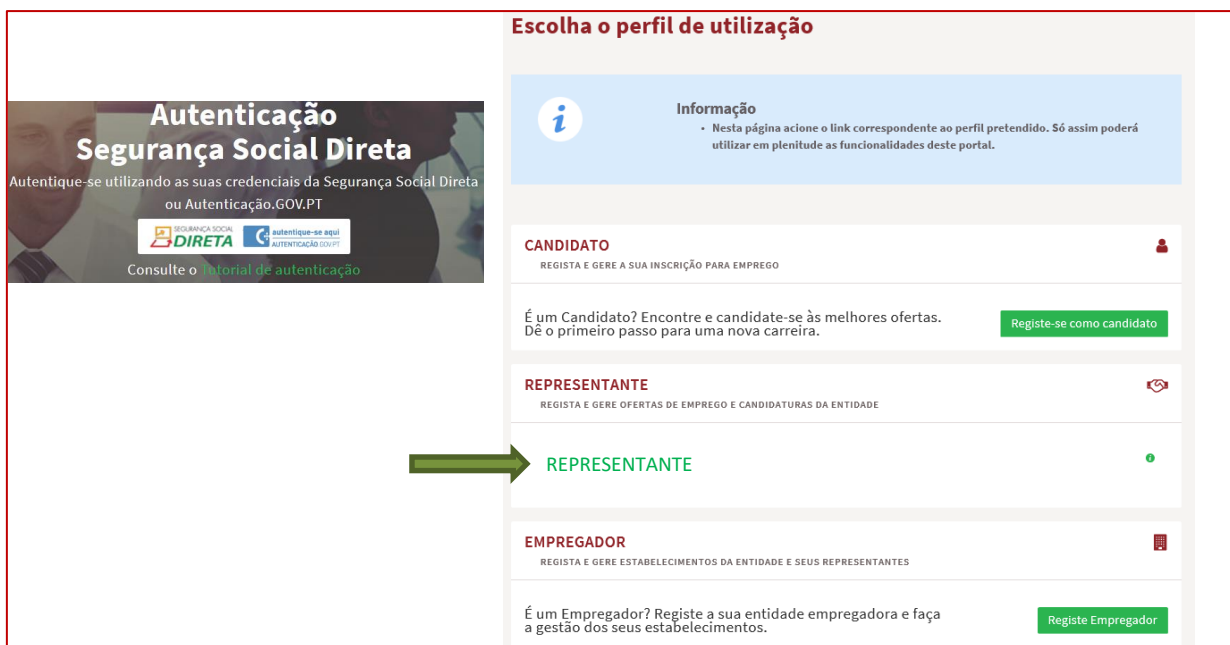 Autenticação
Segurança Social Direta
Autentique-se utilizando as suas credenciais da Segurança Social Direta
ou Autenticação.GOV.PT
SEGURANÇA SOCIAL
DIRETA
autentique-se aqui
AUTENTICAÇÃO GOV.PT
Consulte o Tutorial de autenticação
Escolha o perfil de utilização
Informação
• Nesta página acione o link correspondente ao perfil pretendido. Só assim poderá
utilizar em plenitude as funcionalidades deste portal.
CANDIDATO
REGISTA E GERE A SUA INSCRIÇÃO PARA EMPREGO
É um Candidato? Encontre e candidate-se às melhores ofertas.
Dê o primeiro passo para uma nova carreira.
Registe-se como candidato
REPRESENTANTE
REGISTA E GERE OFERTAS DE EMPREGO E CANDIDATURAS DA ENTIDADE
REPRESENTANTE
EMPREGADOR
REGISTA E GERE ESTABELECIMENTOS DA ENTIDADE E SEUS REPRESENTANTES
É um Empregador? Registe a sua entidade empregadora e faça
a gestão dos seus estabelecimentos.
Registe Empregador